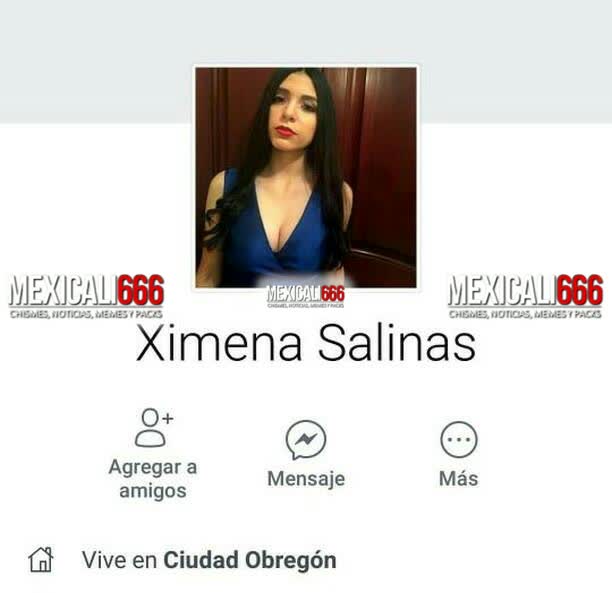 MEXICALI666
CHISMES, NOTICIAS, MEMES Y PACKS
MEXICALI666
CHISMES, NOTICIAS, MEMES Y PACKS
MEXICALI666
CHISMES, NOTICIAS, MEMES Y PACKS
Ximena Salinas
Agregar a
amigos
Mensaje
Más
Vive en Ciudad Obregón